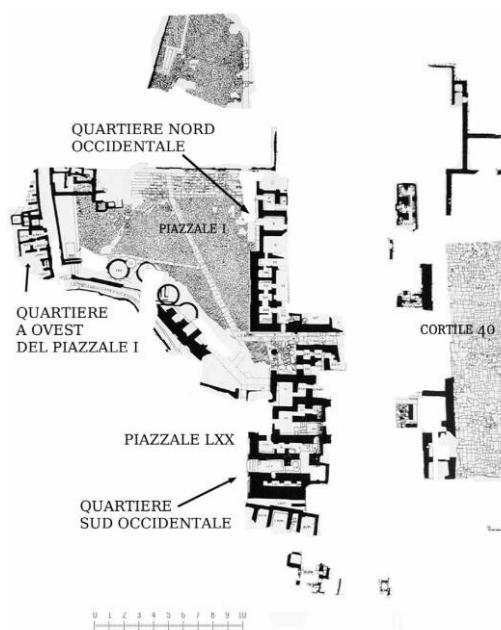 QUARTIERE NORD
OCCIDENTALE
PIAZZALE I
QUARTIERE
A OVEST
DEL PIAZZALE I
CORTILE 40
PIAZZALE LXX
QUARTIERE
SUD OCCIDENTALE
0 1 2 3 4 5 6 7 8 9 10